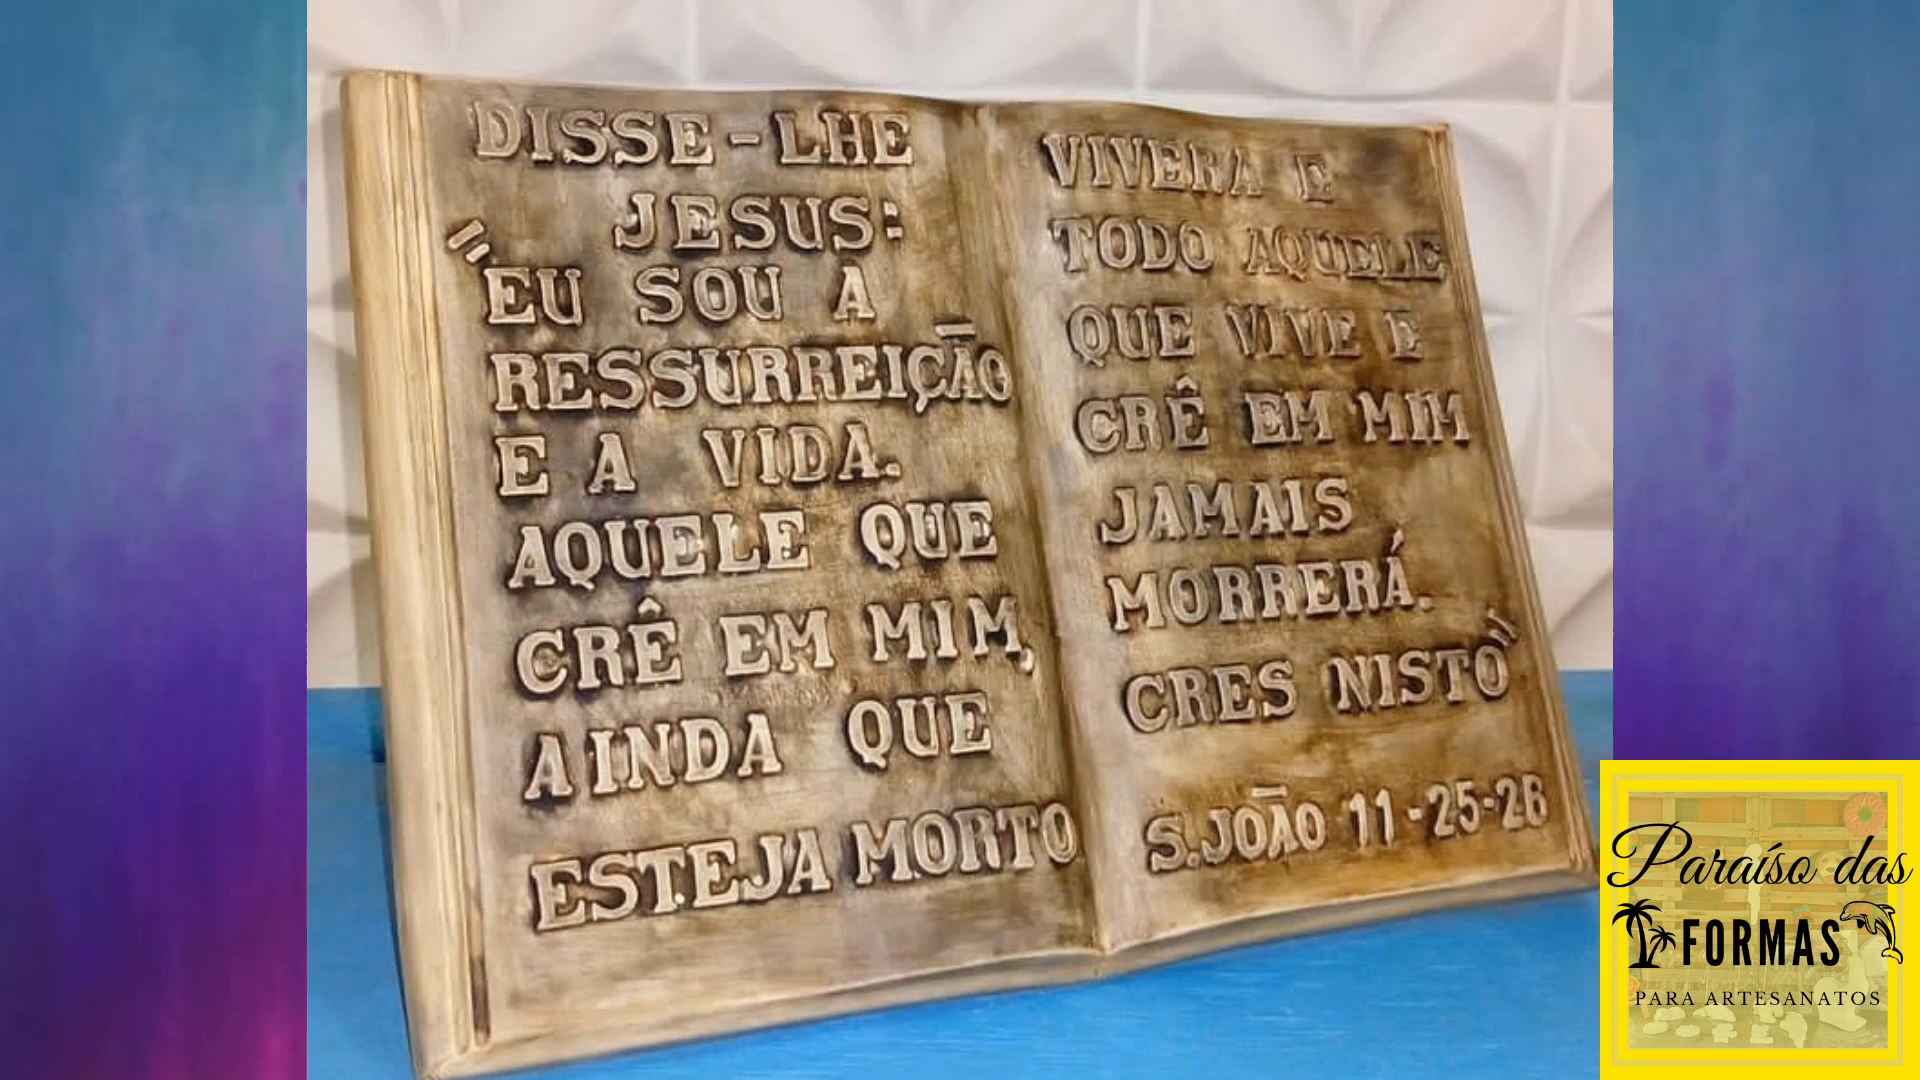 DISSE-LHE
JESUS:
"EU SOU A
RESSURREIÇÃO
E A VIDA.
AQUELE QUE
CRÊ EM MIM,
AINDA QUE
ESTEJA MORTO
VIVERA E
TODO AQUELE
QUE VIVE E
CRÊ EM MIM
JAMAIS
MORRERÁ.
CRES NISTO"
S.JOÃO 11-25-26
Paraíso das
FORMAS
PARA ARTESANATOS